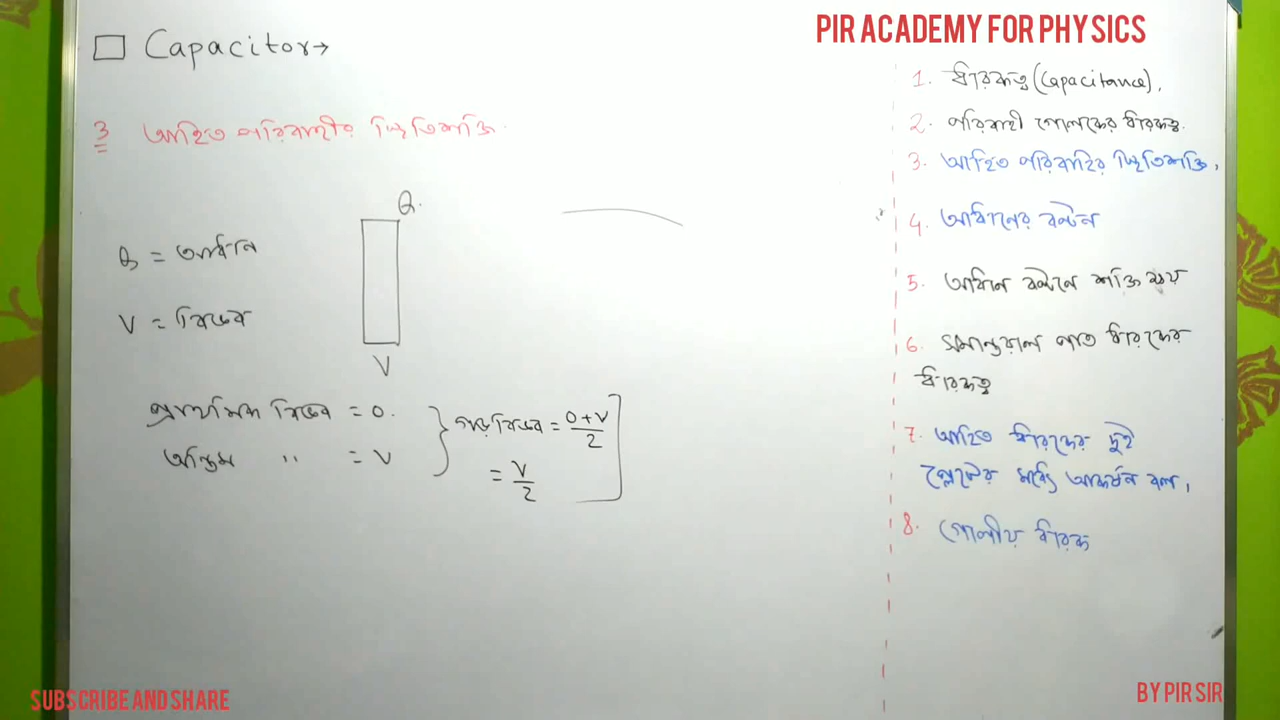 PIR ACADEMY FOR PHYSICS
□ Capacitor→
3 আহিত পরিবাহীর স্থিতিশক্তি
Q.
Q = আধান
V = বিভব
V
প্রাথমিক বিভব = 0.
অন্তিম " = V
গড় বিভব = 0+V/2
= V/2
1. ধারকত্ব (Capacitance).
2. পরিবাহী গোলকের ধারকত্ব.
3. আহিত পরিবাহির স্থিতিশক্তি,
4. আধানের বন্টন
5. আধান বন্টনে শক্তি ক্ষয়
6. সমান্তরাল পাত ধারকের
ধারকত্ব
7. আহিত ধারকের দুই
প্লেটের মধ্যে আকর্ষন বল,
8. গোলীয় ধারক
SUBSCRIBE AND SHARE
BY PIR SIR